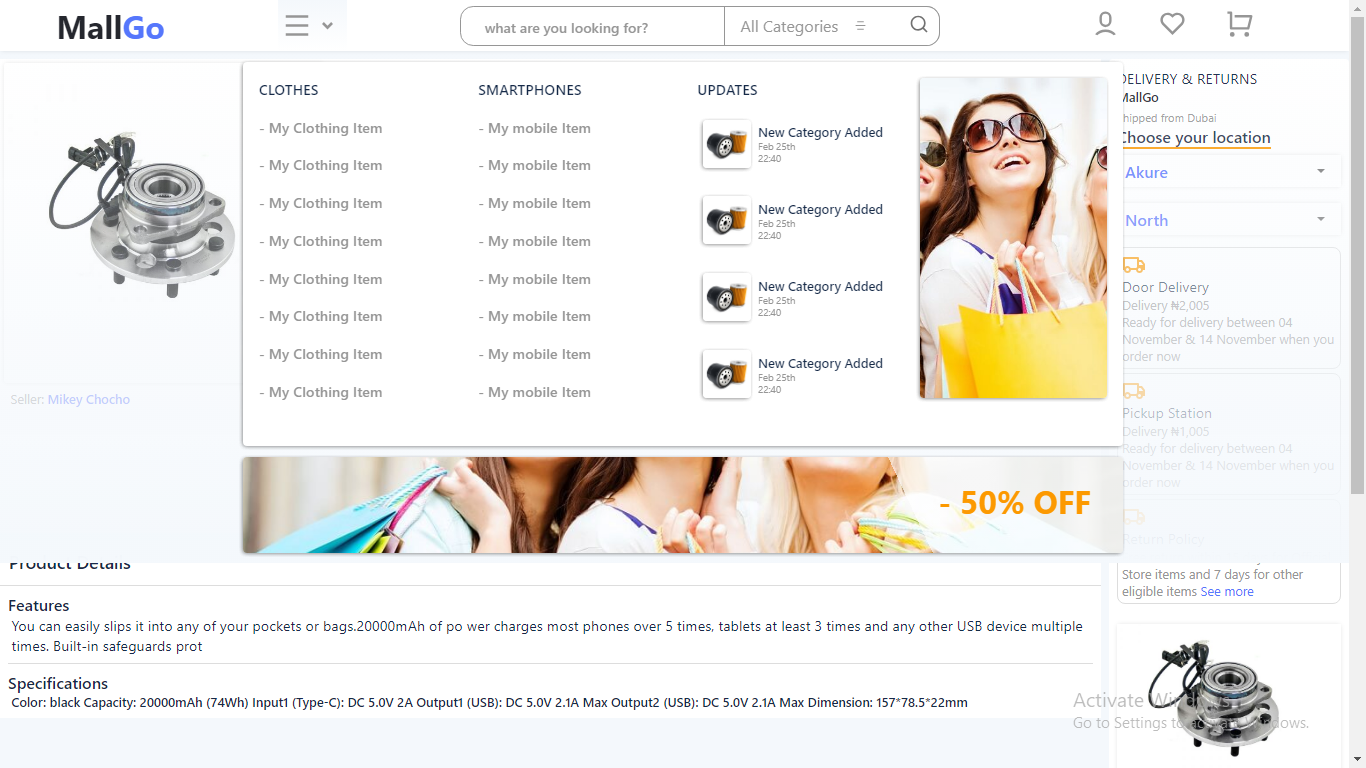 MallGo
what are you looking for?
All Categories
CLOTHES
- My Clothing Item
- My Clothing Item
- My Clothing Item
- My Clothing Item
- My Clothing Item
- My Clothing Item
- My Clothing Item
- My Clothing Item
SMARTPHONES
- My mobile Item
- My mobile Item
- My mobile Item
- My mobile Item
- My mobile Item
- My mobile Item
- My mobile Item
- My mobile Item
UPDATES
New Category Added
Feb 25th
22:40
New Category Added
Feb 25th
22:40
New Category Added
Feb 25th
22:40
New Category Added
Feb 25th
22:40
- 50% OFF
Seller: Mikey Chocho
DELIVERY & RETURNS
MallGo
hipped from Dubai
Choose your location
Akure
North
Door Delivery
Delivery ₦2,005
Ready for delivery between 04
November & 14 November when you
order now
Pickup Station
Delivery ₦1,005
Ready for delivery between 04
November & 14 November when you
order now
Return Policy
Store items and 7 days for other
eligible items See more
Product Details
Features
You can easily slips it into any of your pockets or bags.20000mAh of po wer charges most phones over 5 times, tablets at least 3 times and any other USB device multiple
times. Built-in safeguards prot
Specifications
Color: black Capacity: 20000mAh (74Wh) Input1 (Type-C): DC 5.0V 2A Output1 (USB): DC 5.0V 2.1A Max Output2 (USB): DC 5.0V 2.1A Max Dimension: 157*78.5*22mm
Activate Windows
Go to Settings to activate Windows.